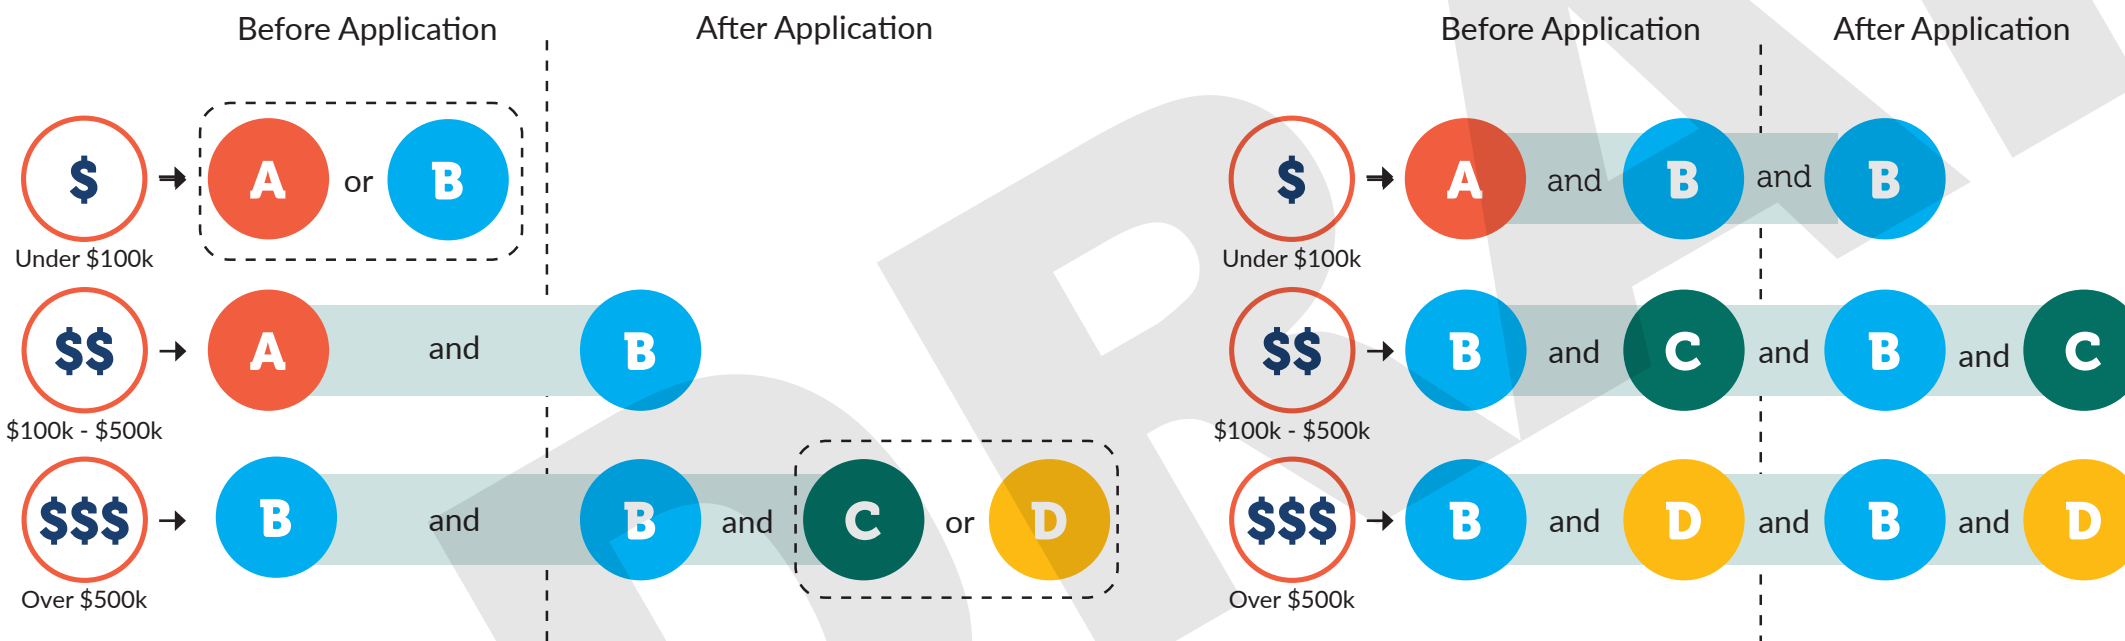 Before Application After Application
$ A or B
Under $100k
$$ A and B
$100k - $500k
$$$ B and B and C or D
Over $500k
Before Application After Application
$ A and B and B
Under $100k
$$ B and C and B and C
$100k - $500k
$$$ B and D and B and D
Over $500k
DRA